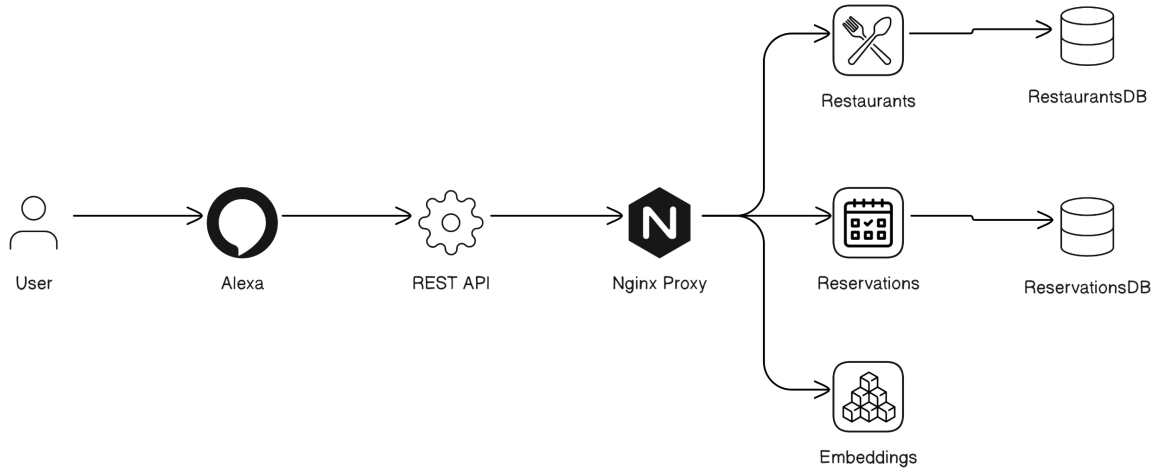 Restaurants
RestaurantsDB
User
Alexa
REST API
N
Nginx Proxy
Reservations
ReservationsDB
Embeddings